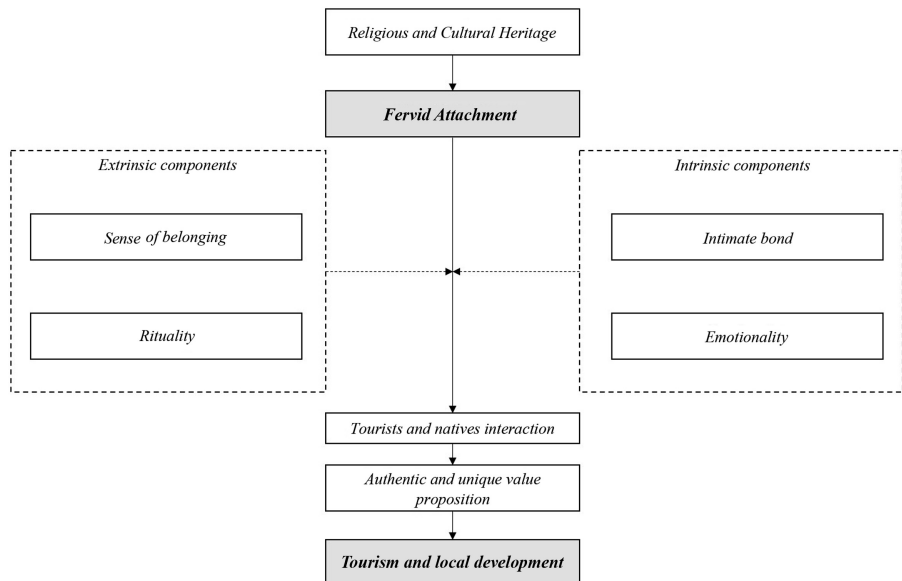 Religious and Cultural Heritage
Fervid Attachment
Extrinsic components
Sense of belonging
Rituality
Intrinsic components
Intimate bond
Emotionality
Tourists and natives interaction
Authentic and unique value
proposition
Tourism and local development